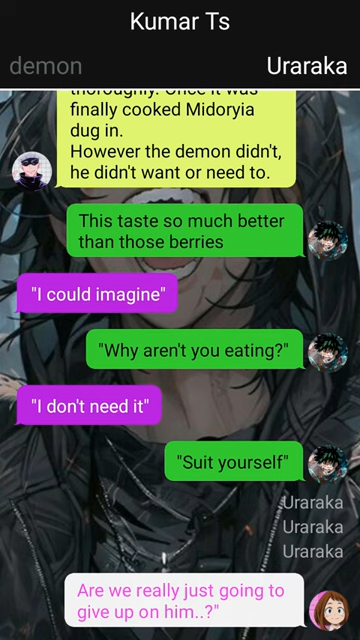 Kumar Ts
demon
Uraraka
thoroughly. Once it was
finally cooked Midoryia
dug in.
However the demon didn't,
he didn't want or need to.
This taste so much better
than those berries
"I could imagine"
"Why aren't you eating?"
"I don't need it"
"Suit yourself"
Uraraka
Uraraka
Uraraka
Are we really just going to
give up on him..?"